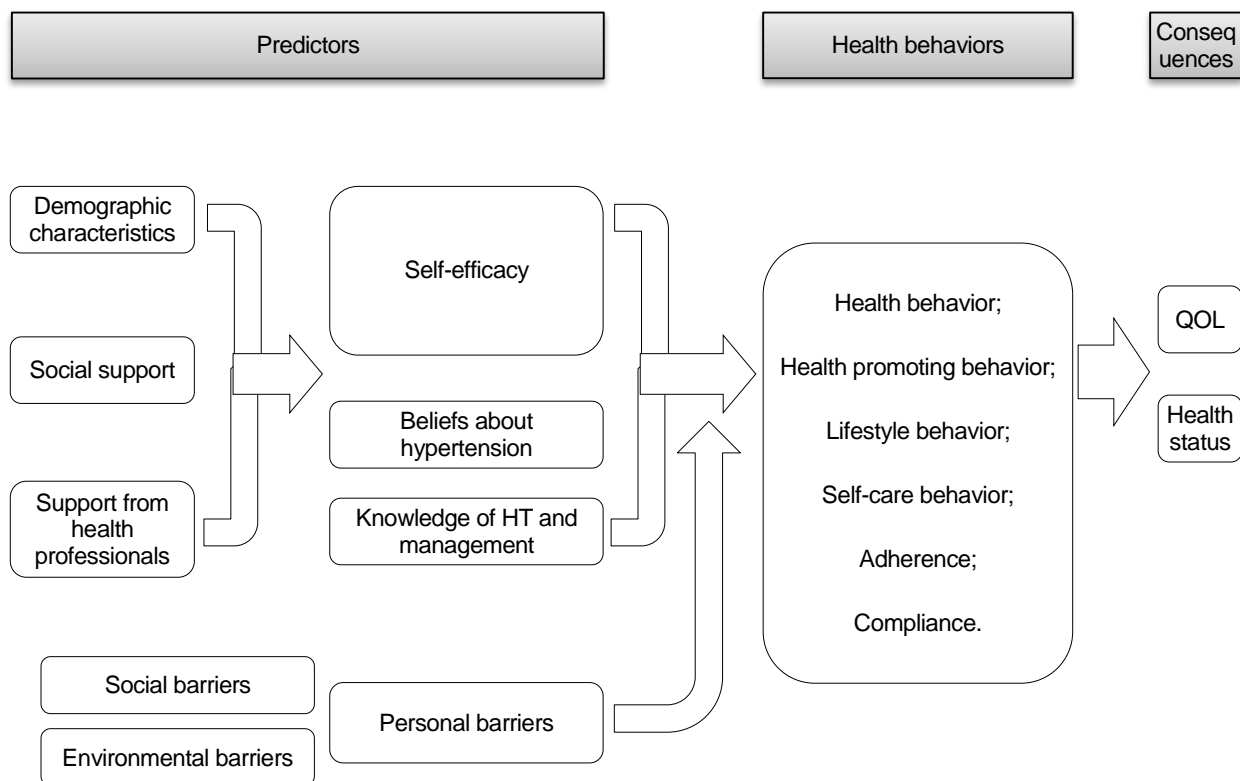 Predictors
Health behaviors
Conseq
uences
Demographic
characteristics
Social support
Support from
health
professionals
Self-efficacy
Beliefs about
hypertension
Knowledge of HT and
management
Social barriers
Environmental barriers
Personal barriers
Health behavior;
Health promoting behavior;
Lifestyle behavior;
Self-care behavior;
Adherence;
Compliance.
QOL
Health
status